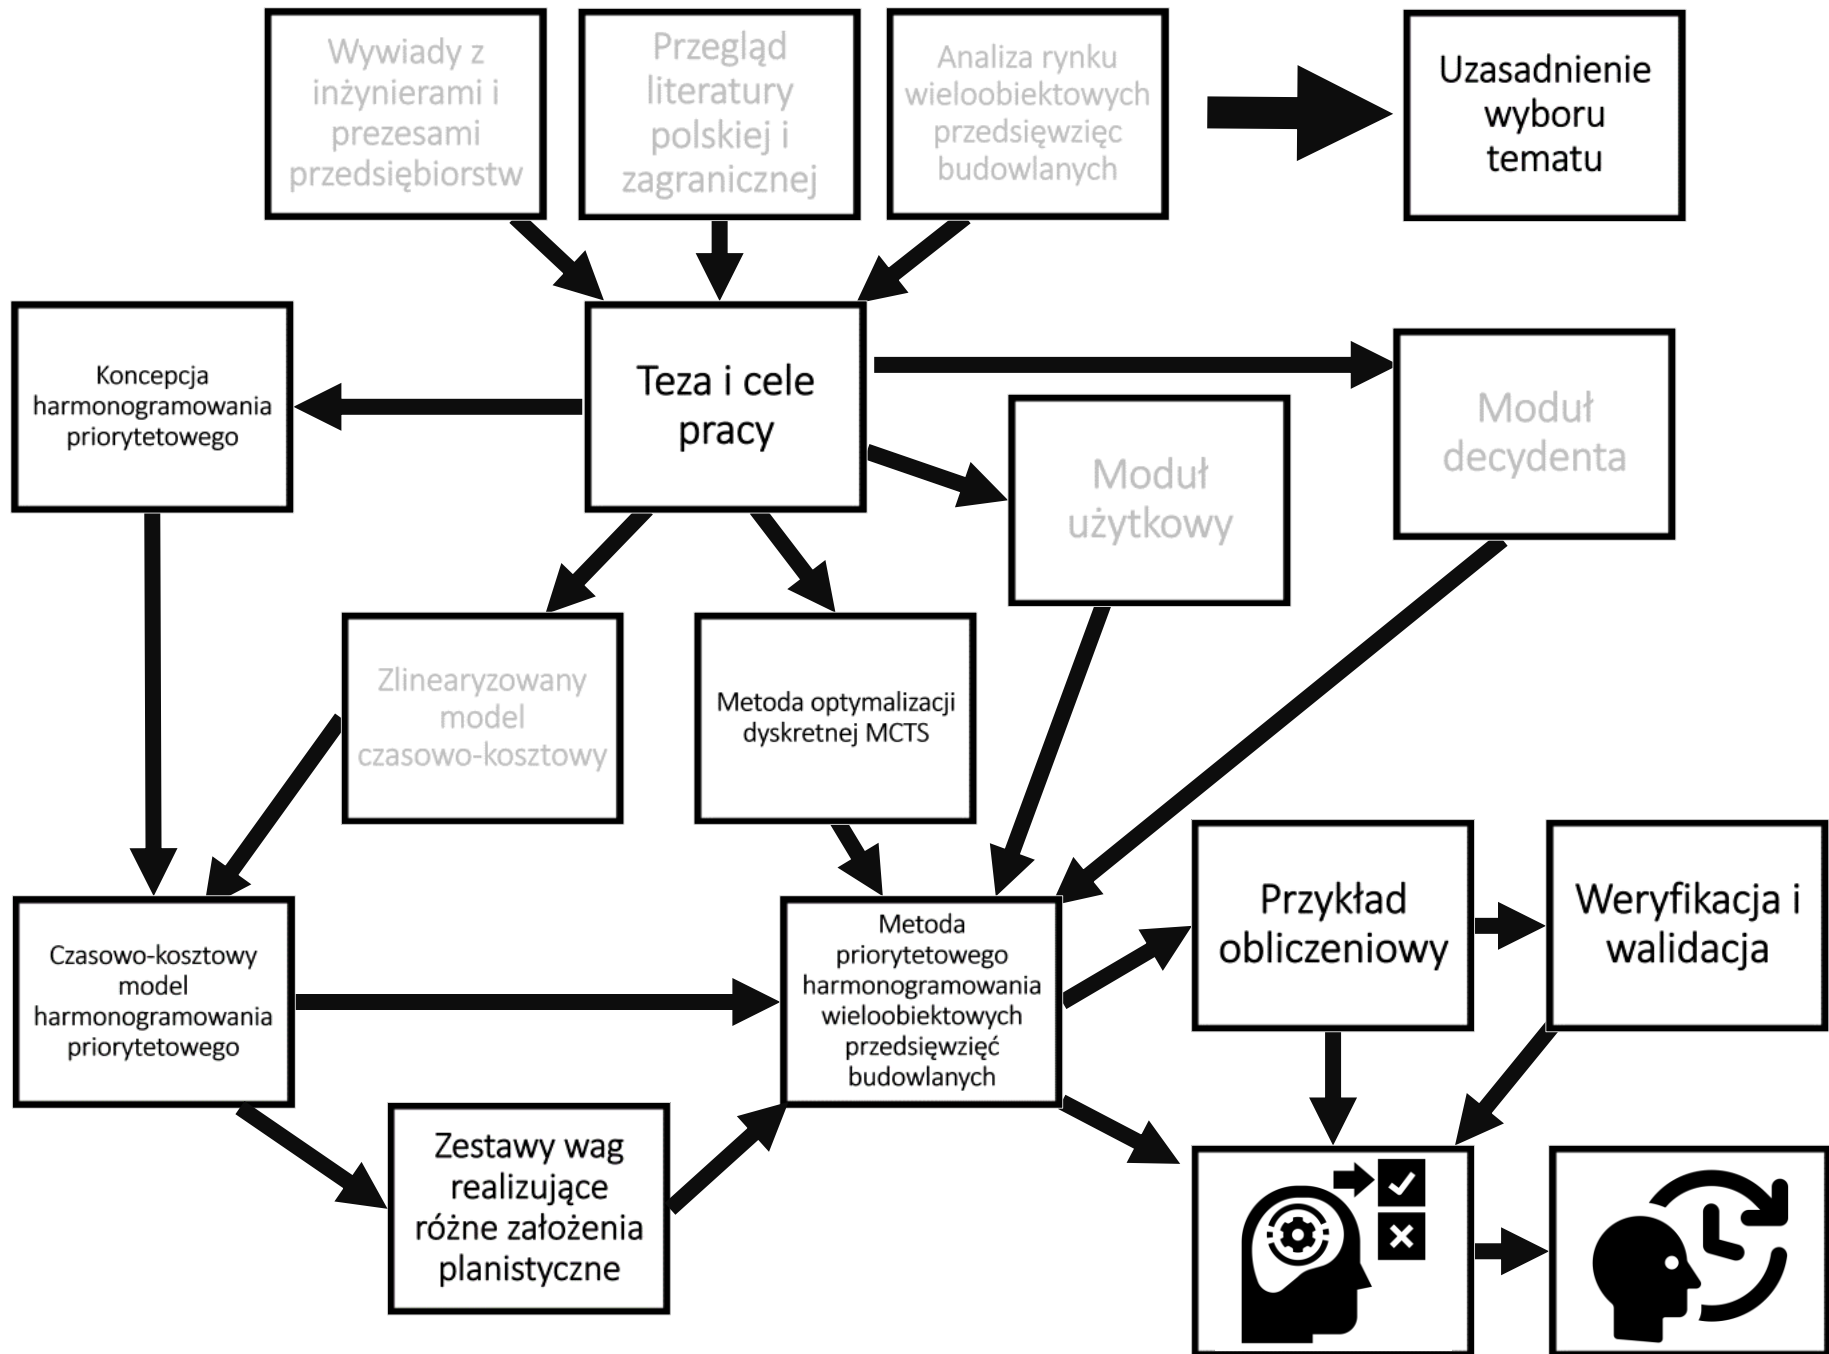 Wywiady z
inżynierami i
prezesami
przedsiębiorstw
Przegląd
literatury
polskiej i
zagranicznej
Analiza rynku
wieloobiektowych
przedsięwzięc
budowlanych
Uzasadnienie
wyboru
tematu
Koncepcja
harmonogramowania
priorytetowego
Teza i cele
pracy
Moduł
użytkowy
Moduł
decydenta
Zlinearyzowany
model
czasowo-kosztowy
Metoda optymalizacji
dyskretnej MCTS
Czasowo-kosztowy
model
harmonogramowania
priorytetowego
Metoda
priorytetowego
harmonogramowania
wieloobiektowych
przedsięwzięć
budowlanych
Przykład
obliczeniowy
Weryfikacja i
walidacja
Zestawy wag
realizujące
różne założenia
planistyczne